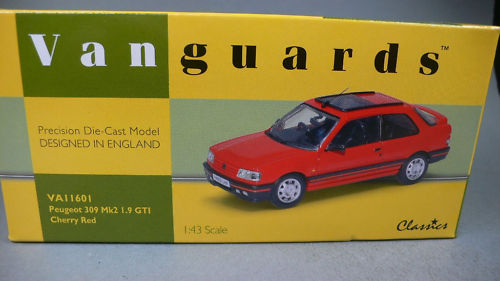 Vanguards™
Precision Die-Cast Model
DESIGNED IN ENGLAND
VA11601
Peugeot 309 Mk2 1.9 GTI
Cherry Red
1:43 Scale
Classics